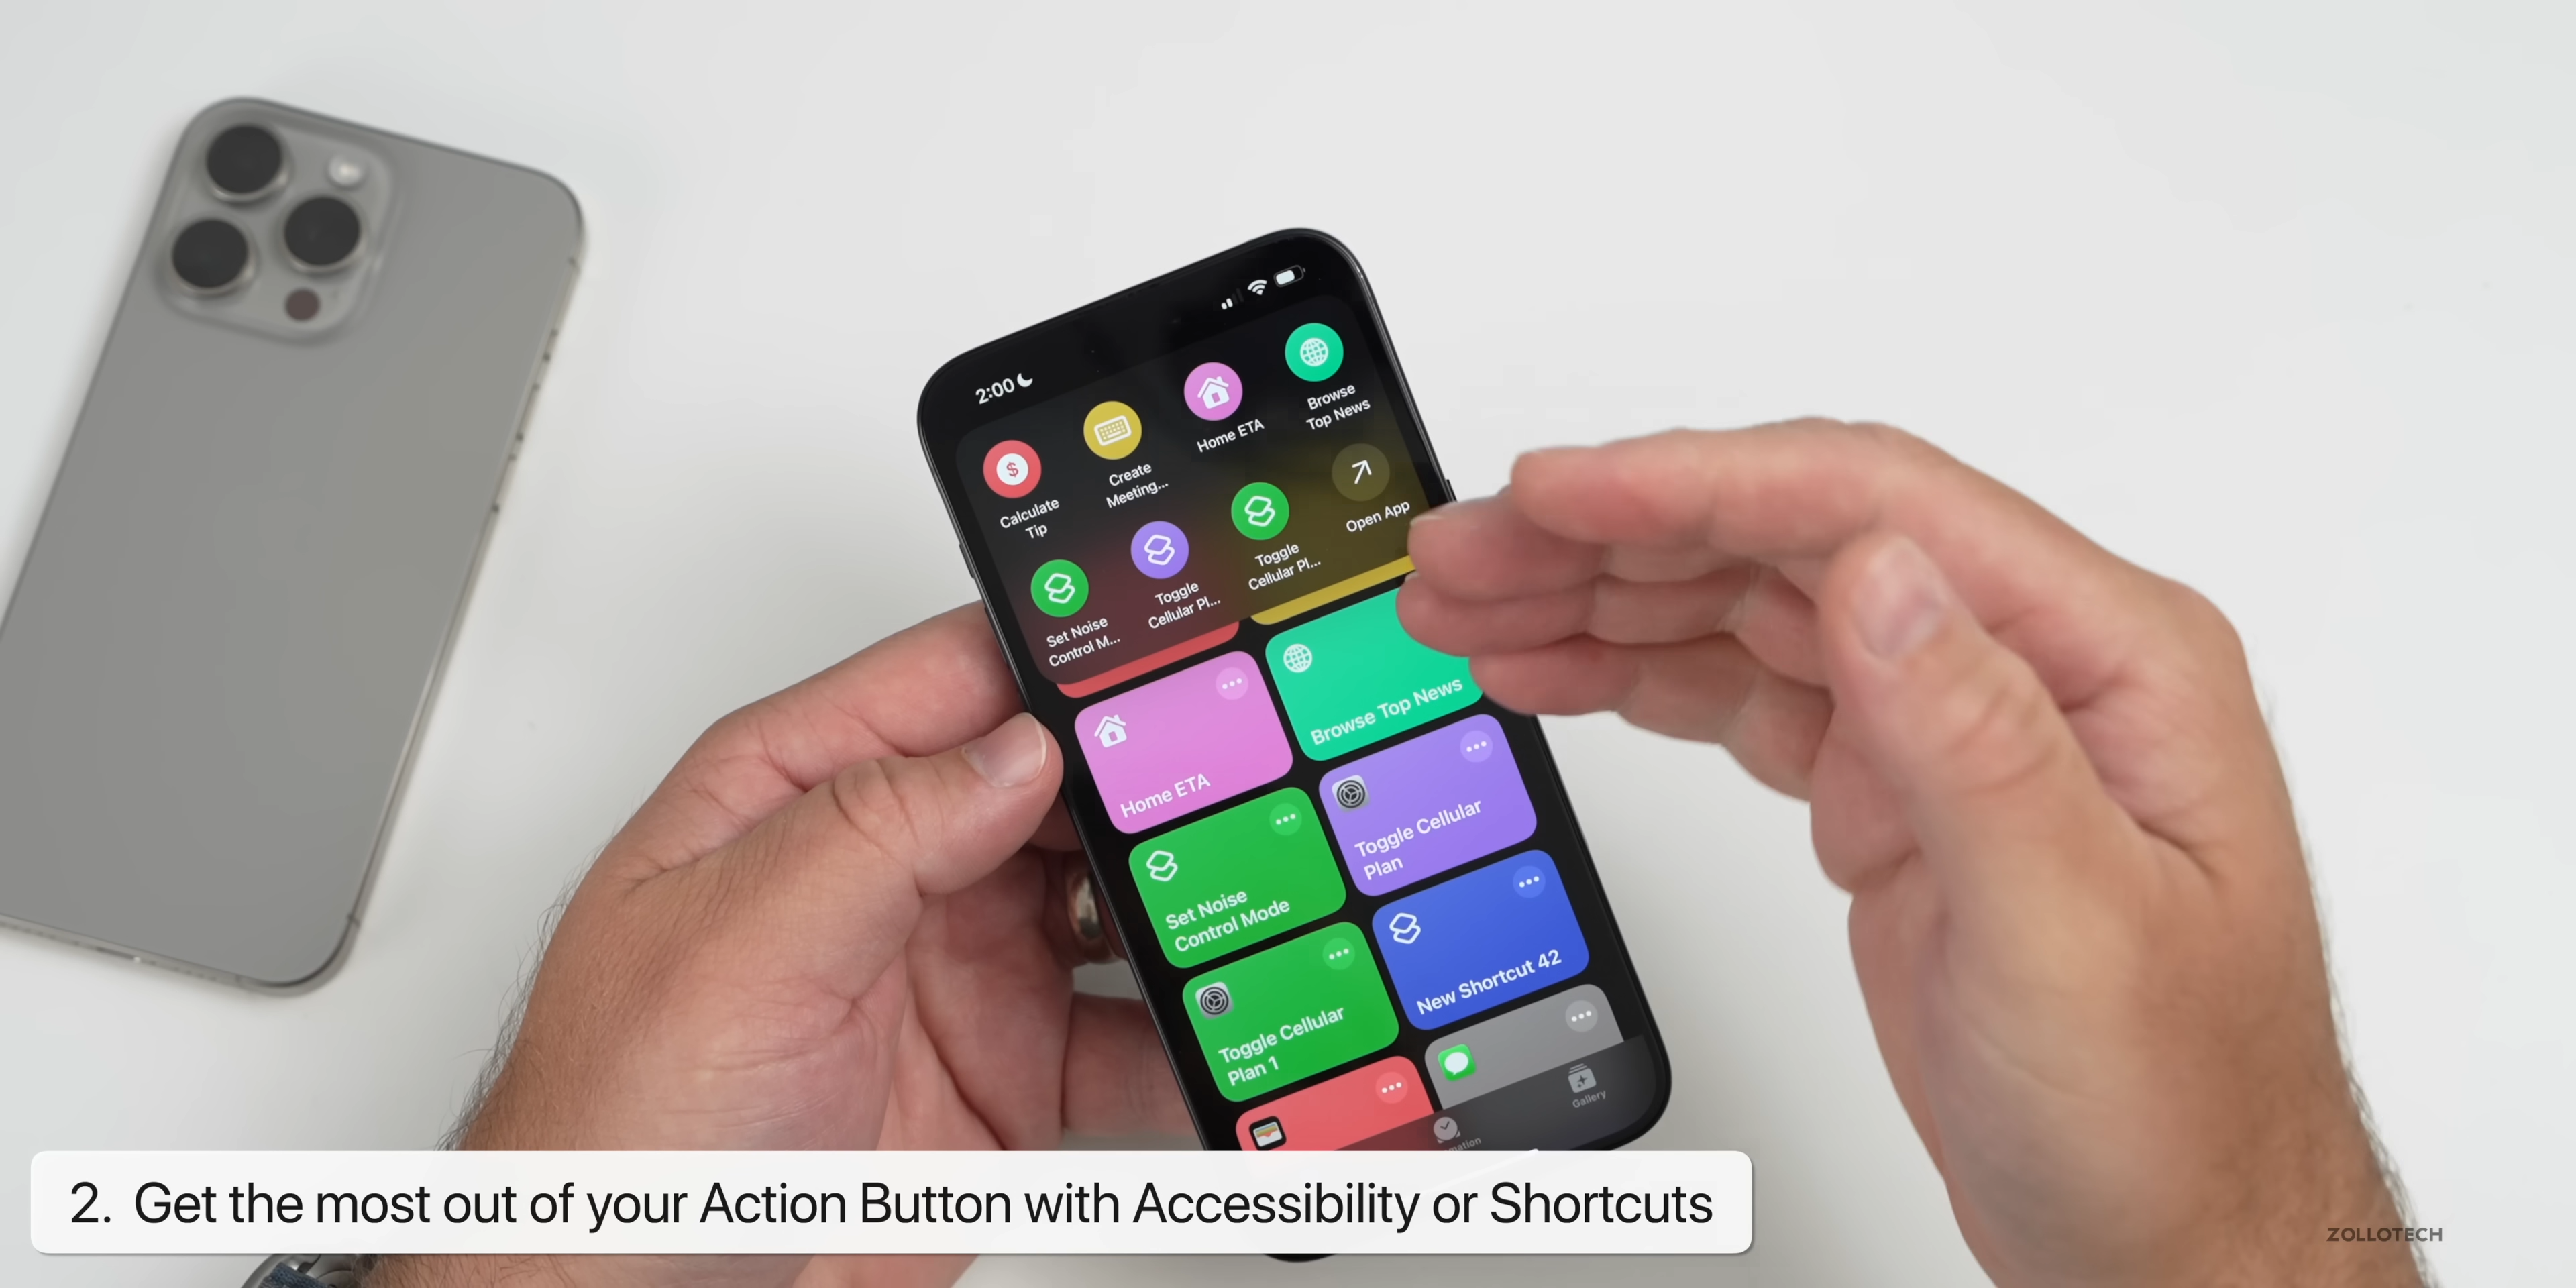 2:00
Calculate
Tip
Create
Meeting...
Home ETA
Browse
Top News
Set Noise
Control M...
Toggle
Cellular Pl...
Toggle
Cellular Pl...
Open App
Home ETA
Browse Top News
Set Noise
Control Mode
Toggle Cellular
Plan
Toggle Cellular
Plan 1
New Shortcut 42
Gallery
2. Get the most out of your Action Button with Accessibility or Shortcuts
ZOLLOTECH